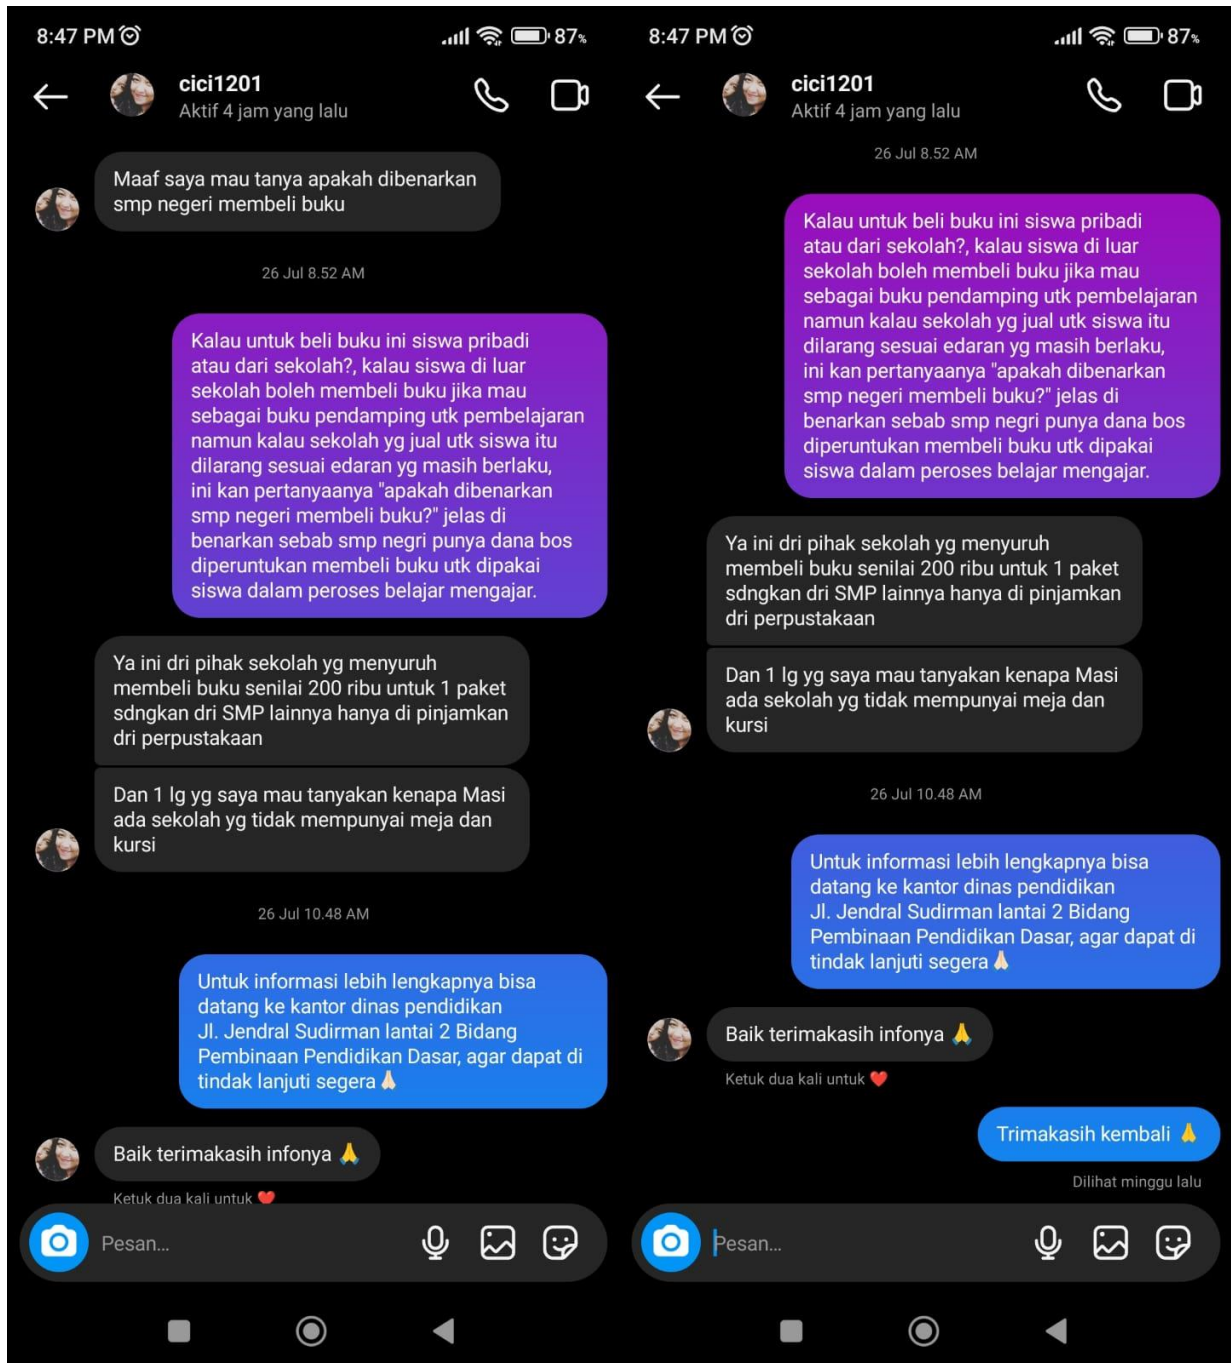 8:47 PM
87%
cici1201
Aktif 4 jam yang lalu
Maaf saya mau tanya apakah dibenarkan
smp negeri membeli buku
26 Jul 8.52 AM
Kalau untuk beli buku ini siswa pribadi
atau dari sekolah?, kalau siswa di luar
sekolah boleh membeli buku jika mau
sebagai buku pendamping utk pembelajaran
namun kalau sekolah yg jual utk siswa itu
dilarang sesuai edaran yg masih berlaku,
ini kan pertanyaanya "apakah dibenarkan
smp negeri membeli buku?" jelas di
benarkan sebab smp negri punya dana bos
diperuntukan membeli buku utk dipakai
siswa dalam peroses belajar mengajar.
Ya ini dri pihak sekolah yg menyuruh
membeli buku senilai 200 ribu untuk 1 paket
sdngkan dri SMP lainnya hanya di pinjamkan
dri perpustakaan
Dan 1 lg yg saya mau tanyakan kenapa Masi
ada sekolah yg tidak mempunyai meja dan
kursi
26 Jul 10.48 AM
Untuk informasi lebih lengkapnya bisa
datang ke kantor dinas pendidikan
Jl. Jendral Sudirman lantai 2 Bidang
Pembinaan Pendidikan Dasar, agar dapat di
tindak lanjuti segera 🙏🏻
Baik terimakasih infonya 🙏
Ketuk dua kali untuk ❤️
Pesan...
8:47 PM
87%
cici1201
Aktif 4 jam yang lalu
26 Jul 8.52 AM
Kalau untuk beli buku ini siswa pribadi
atau dari sekolah?, kalau siswa di luar
sekolah boleh membeli buku jika mau
sebagai buku pendamping utk pembelajaran
namun kalau sekolah yg jual utk siswa itu
dilarang sesuai edaran yg masih berlaku,
ini kan pertanyaanya "apakah dibenarkan
smp negeri membeli buku?" jelas di
benarkan sebab smp negri punya dana bos
diperuntukan membeli buku utk dipakai
siswa dalam peroses belajar mengajar.
Ya ini dri pihak sekolah yg menyuruh
membeli buku senilai 200 ribu untuk 1 paket
sdngkan dri SMP lainnya hanya di pinjamkan
dri perpustakaan
Dan 1 lg yg saya mau tanyakan kenapa Masi
ada sekolah yg tidak mempunyai meja dan
kursi
26 Jul 10.48 AM
Untuk informasi lebih lengkapnya bisa
datang ke kantor dinas pendidikan
Jl. Jendral Sudirman lantai 2 Bidang
Pembinaan Pendidikan Dasar, agar dapat di
tindak lanjuti segera 🙏🏻
Baik terimakasih infonya 🙏
Ketuk dua kali untuk ❤️
Trimakasih kembali 🙏
Dilihat minggu lalu
Pesan...